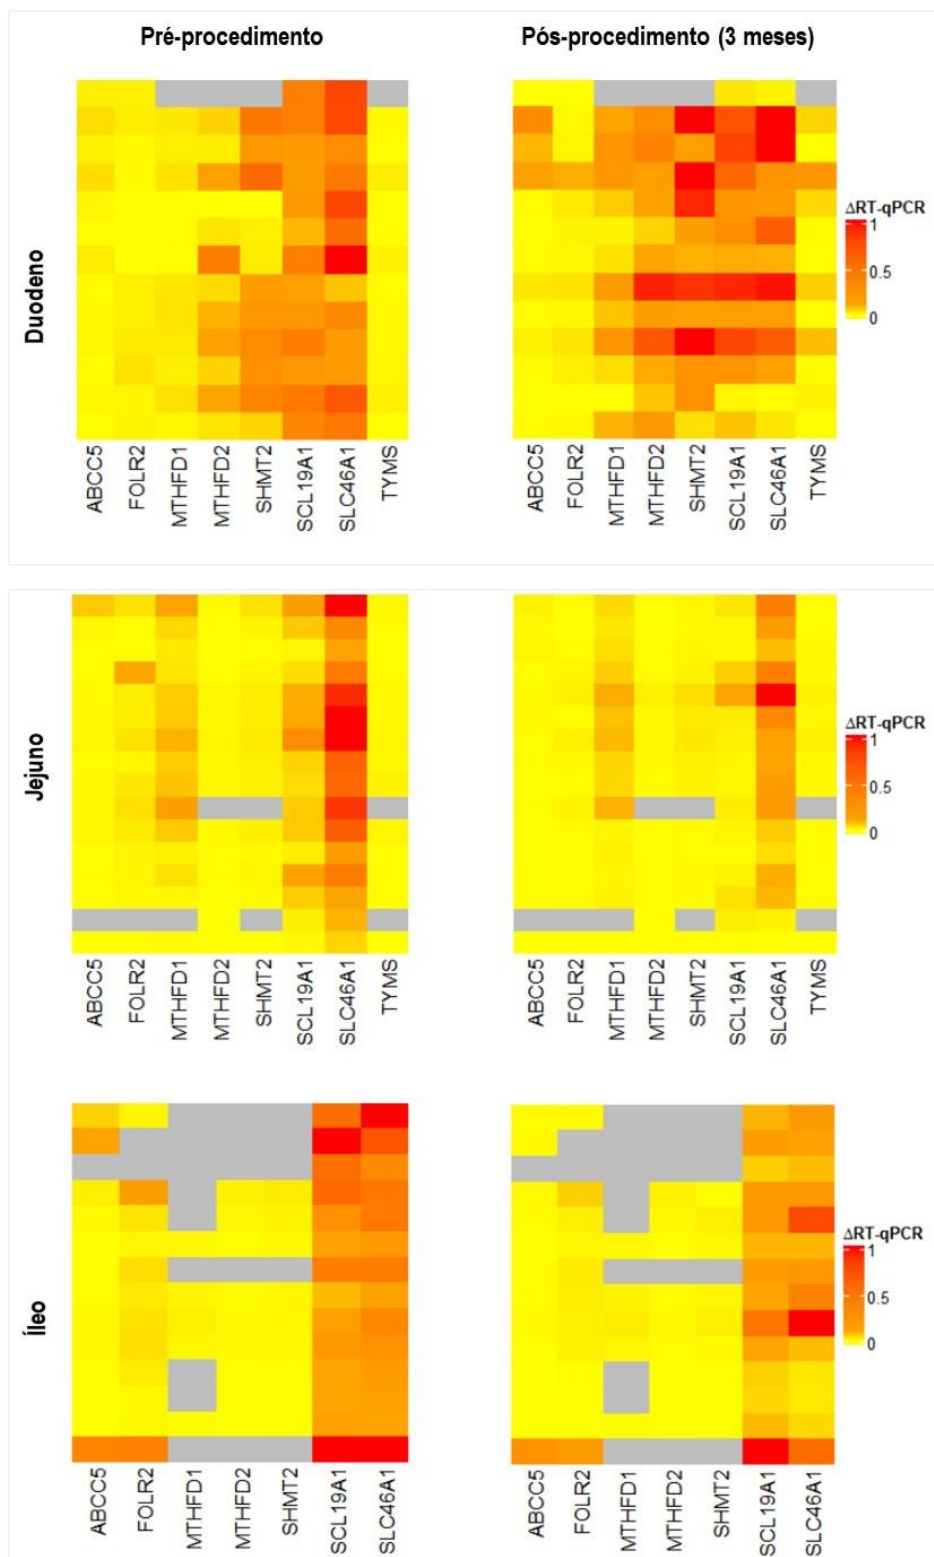 Pré-procedimento
Pós-procedimento (3 meses)
Duodeno
ΔRT-qPCR
1
0.5
0
ABCC5
FOLR2
MTHFD1
MTHFD2
SHMT2
SCL19A1
SLC46A1
TYMS
ABCC5
FOLR2
MTHFD1
MTHFD2
SHMT2
SCL19A1
SLC46A1
TYMS
Jejuno
ΔRT-qPCR
1
0.5
0
ABCC5
FOLR2
MTHFD1
MTHFD2
SHMT2
SCL19A1
SLC46A1
TYMS
ABCC5
FOLR2
MTHFD1
MTHFD2
SHMT2
SCL19A1
SLC46A1
TYMS
Íleo
ΔRT-qPCR
1
0.5
0
ABCC5
FOLR2
MTHFD1
MTHFD2
SHMT2
SCL19A1
SLC46A1
ABCC5
FOLR2
MTHFD1
MTHFD2
SHMT2
SCL19A1
SLC46A1